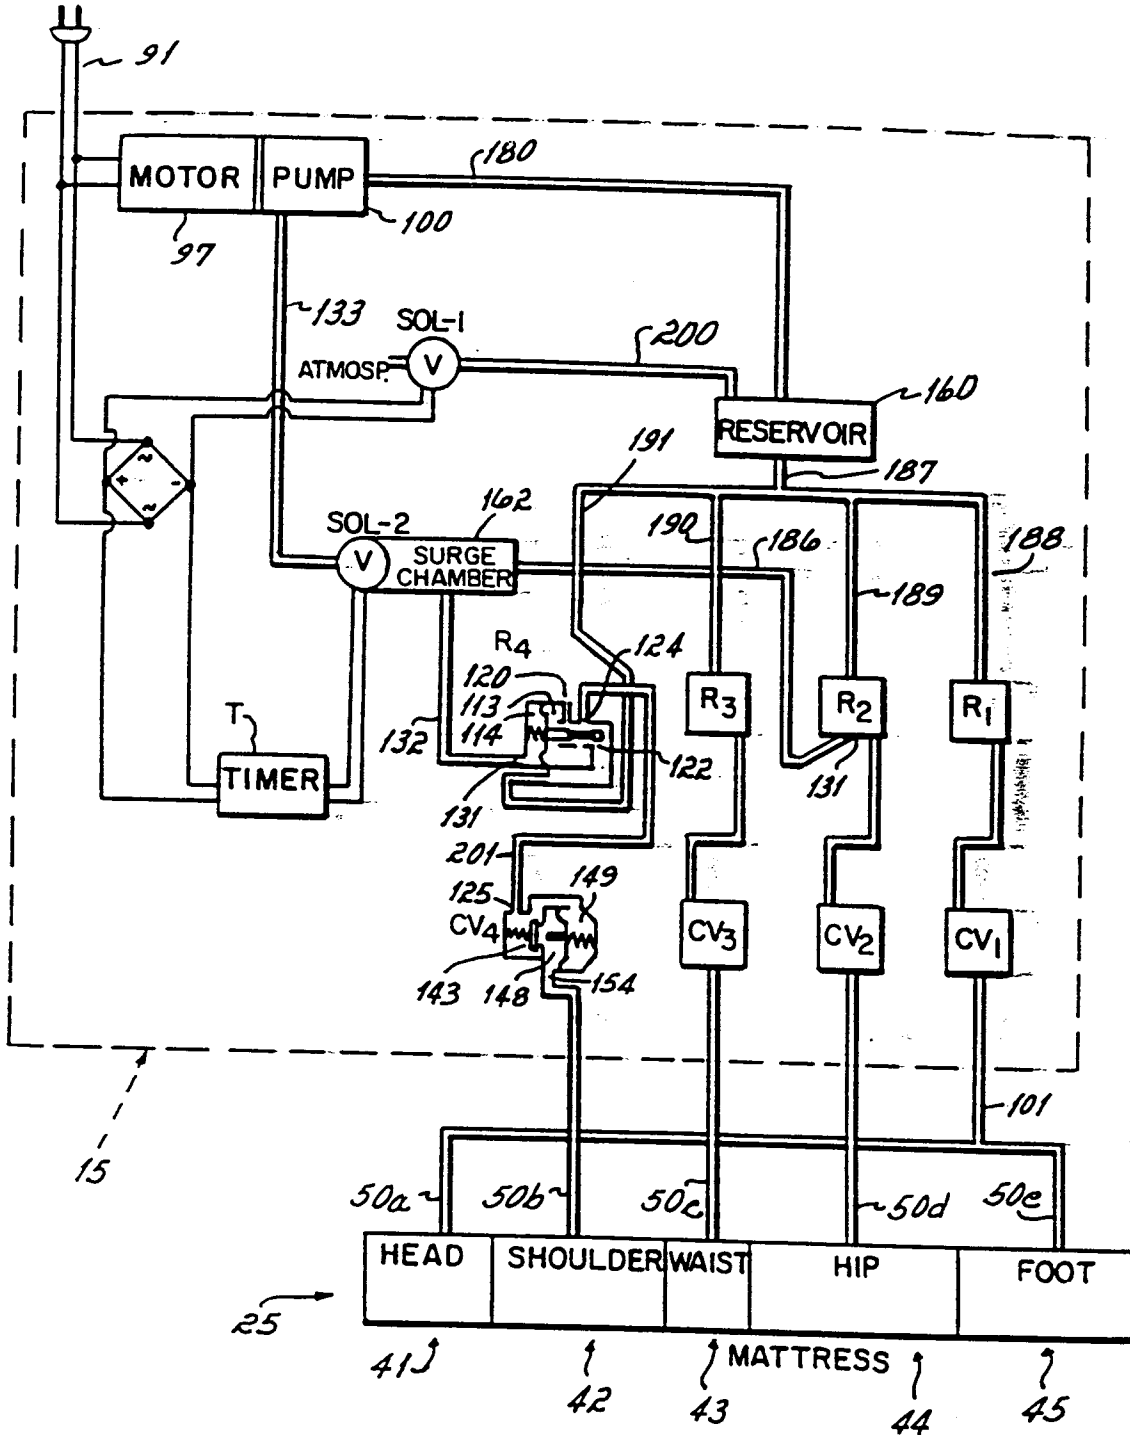 91
MOTOR
PUMP
180
100
97
133
SOL-1
V
ATMOSP.
200
160
RESERVOIR
191
187
~
+
-
~
162
SOL-2
V
SURGE
CHAMBER
190
186
188
189
R4
124
120
113
114
R3
R2
R1
T
132
122
TIMER
131
131
201
125
149
CV4
CV3
CV2
CV1
143
148
154
101
15
50a
50b
50c
50d
50e
HEAD
SHOULDER
WAIST
HIP
FOOT
25
MATTRESS
41
42
43
44
45